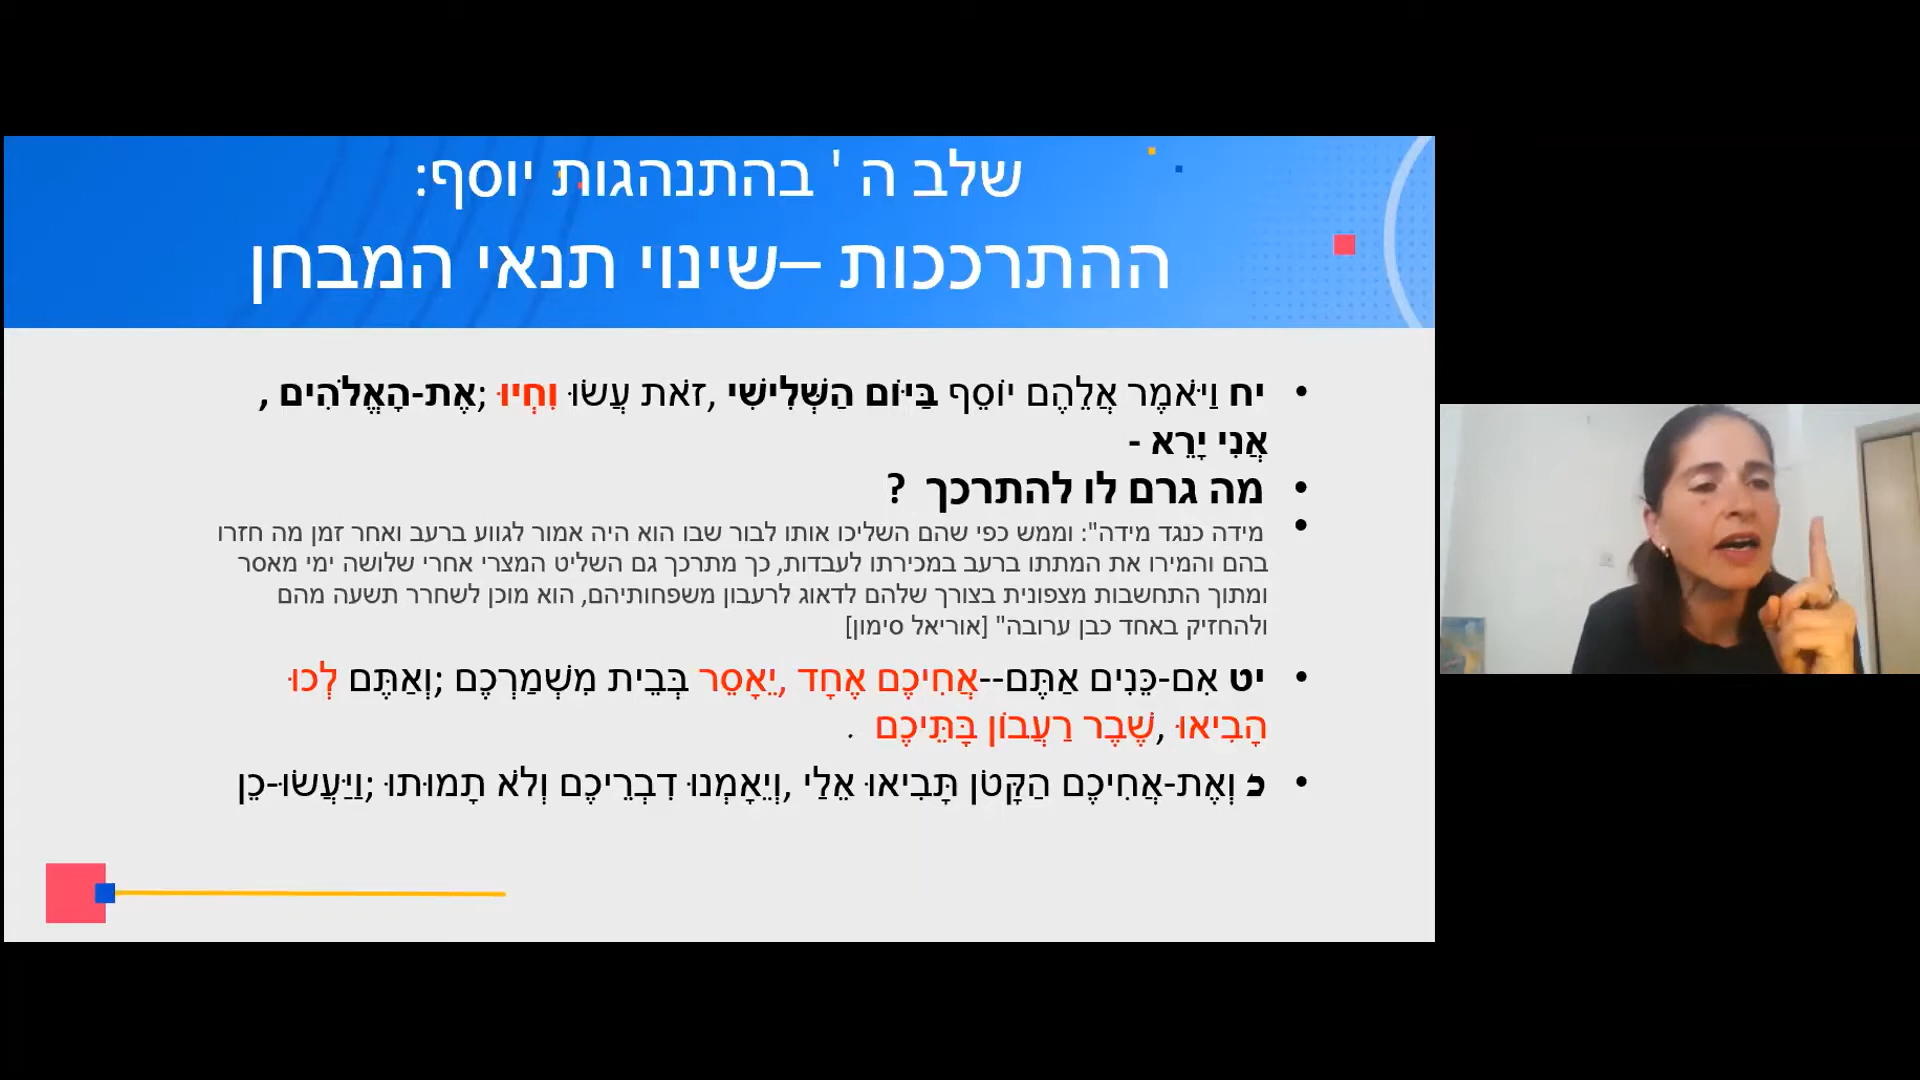 שלב ה ' בהתנהגות יוסף:
ההתרככות –שינוי תנאי המבחן
• יח וַיֹּאמֶר אֲלֵהֶם יוֹסֵף בַּיּוֹם הַשְּׁלִישִׁי ,זֹאת עֲשׂוּ וִחְיוּ ;אֶת-הָאֱלֹהִים ,
אֲנִי יָרֵא -
• מה גרם לו להתרכך ?
• מידה כנגד מידה": וממש כפי שהם השליכו אותו לבור שבו הוא היה אמור לגווע ברעב ואחר זמן מה חזרו
בהם והמירו את המתתו ברעב במכירתו לעבדות, כך מתרכך גם השליט המצרי אחרי שלושה ימי מאסר
ומתוך התחשבות מצפונית בצורך שלהם לדאוג לרעבון משפחותיהם, הוא מוכן לשחרר תשעה מהם
ולהחזיק באחד כבן ערובה" [אוריאל סימון]
• יט אִם-כֵּנִים אַתֶּם--אֲחִיכֶם אֶחָד ,יֵאָסֵר בְּבֵית מִשְׁמַרְכֶם ;וְאַתֶּם לְכוּ
הָבִיאוּ ,שֶׁבֶר רַעֲבוֹן בָּתֵּיכֶם .
• כ וְאֶת-אֲחִיכֶם הַקָּטֹן תָּבִיאוּ אֵלַי ,וְיֵאָמְנוּ דִבְרֵיכֶם וְלֹא תָמוּתוּ ;וַיַּעֲשׂוּ-כֵן